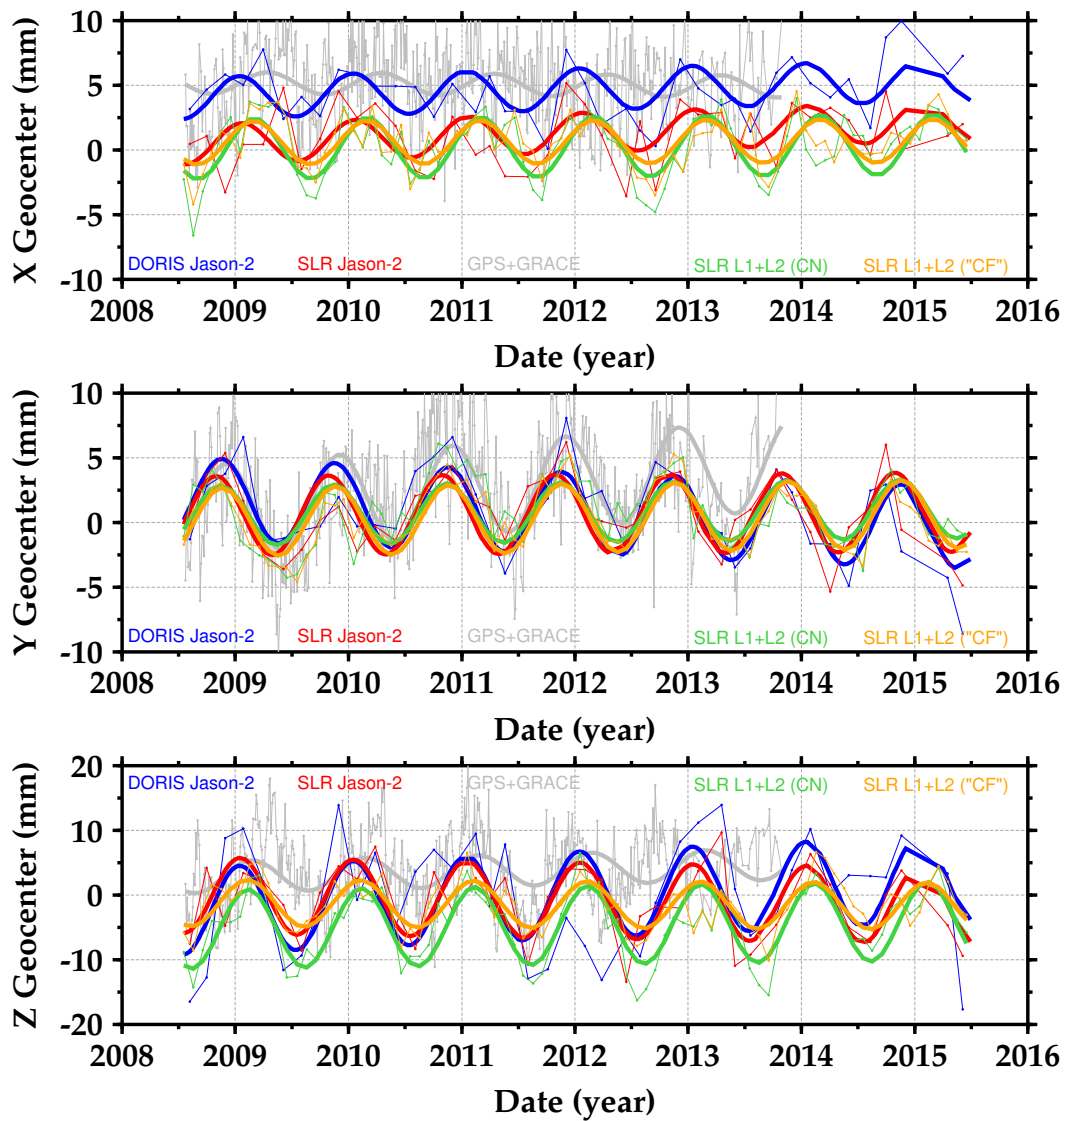 10
5
0
-5
-10
X Geocenter (mm)
DORIS Jason-2 SLR Jason-2 GPS+GRACE SLR L1+L2 (CN) SLR L1+L2 ("CF")
2008 2009 2010 2011 2012 2013 2014 2015 2016
Date (year)
10
5
0
-5
-10
Y Geocenter (mm)
DORIS Jason-2 SLR Jason-2 GPS+GRACE SLR L1+L2 (CN) SLR L1+L2 ("CF")
2008 2009 2010 2011 2012 2013 2014 2015 2016
Date (year)
20
10
0
-10
-20
Z Geocenter (mm)
DORIS Jason-2 SLR Jason-2 GPS+GRACE SLR L1+L2 (CN) SLR L1+L2 ("CF")
2008 2009 2010 2011 2012 2013 2014 2015 2016
Date (year)